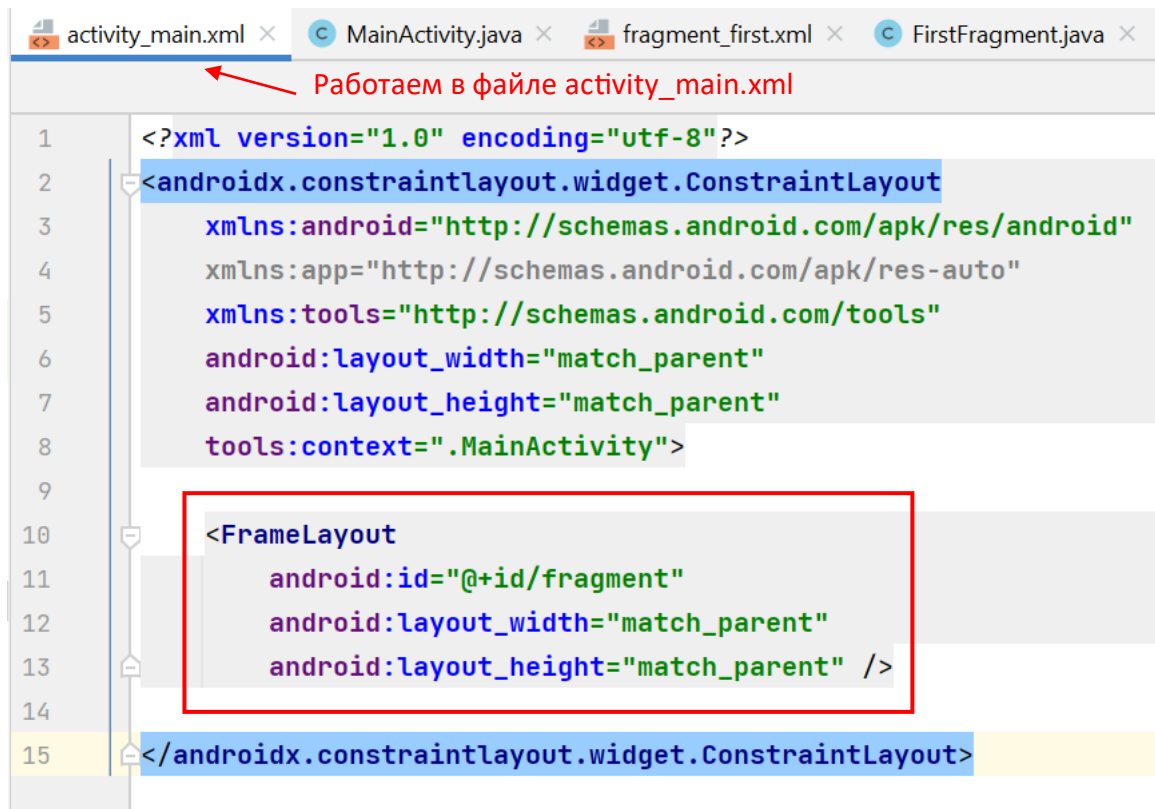 activity_main.xml MainActivity.java fragment_first.xml FirstFragment.java
Работаем в файле activity_main.xml
1 <?xml version="1.0" encoding="utf-8"?>
2 <androidx.constraintlayout.widget.ConstraintLayout
3 xmlns:android="http://schemas.android.com/apk/res/android"
4 xmlns:app="http://schemas.android.com/apk/res-auto"
5 xmlns:tools="http://schemas.android.com/tools"
6 android:layout_width="match_parent"
7 android:layout_height="match_parent"
8 tools:context=".MainActivity">
9
10 <FrameLayout
11 android:id="@+id/fragment"
12 android:layout_width="match_parent"
13 android:layout_height="match_parent" />
14
15 </androidx.constraintlayout.widget.ConstraintLayout>